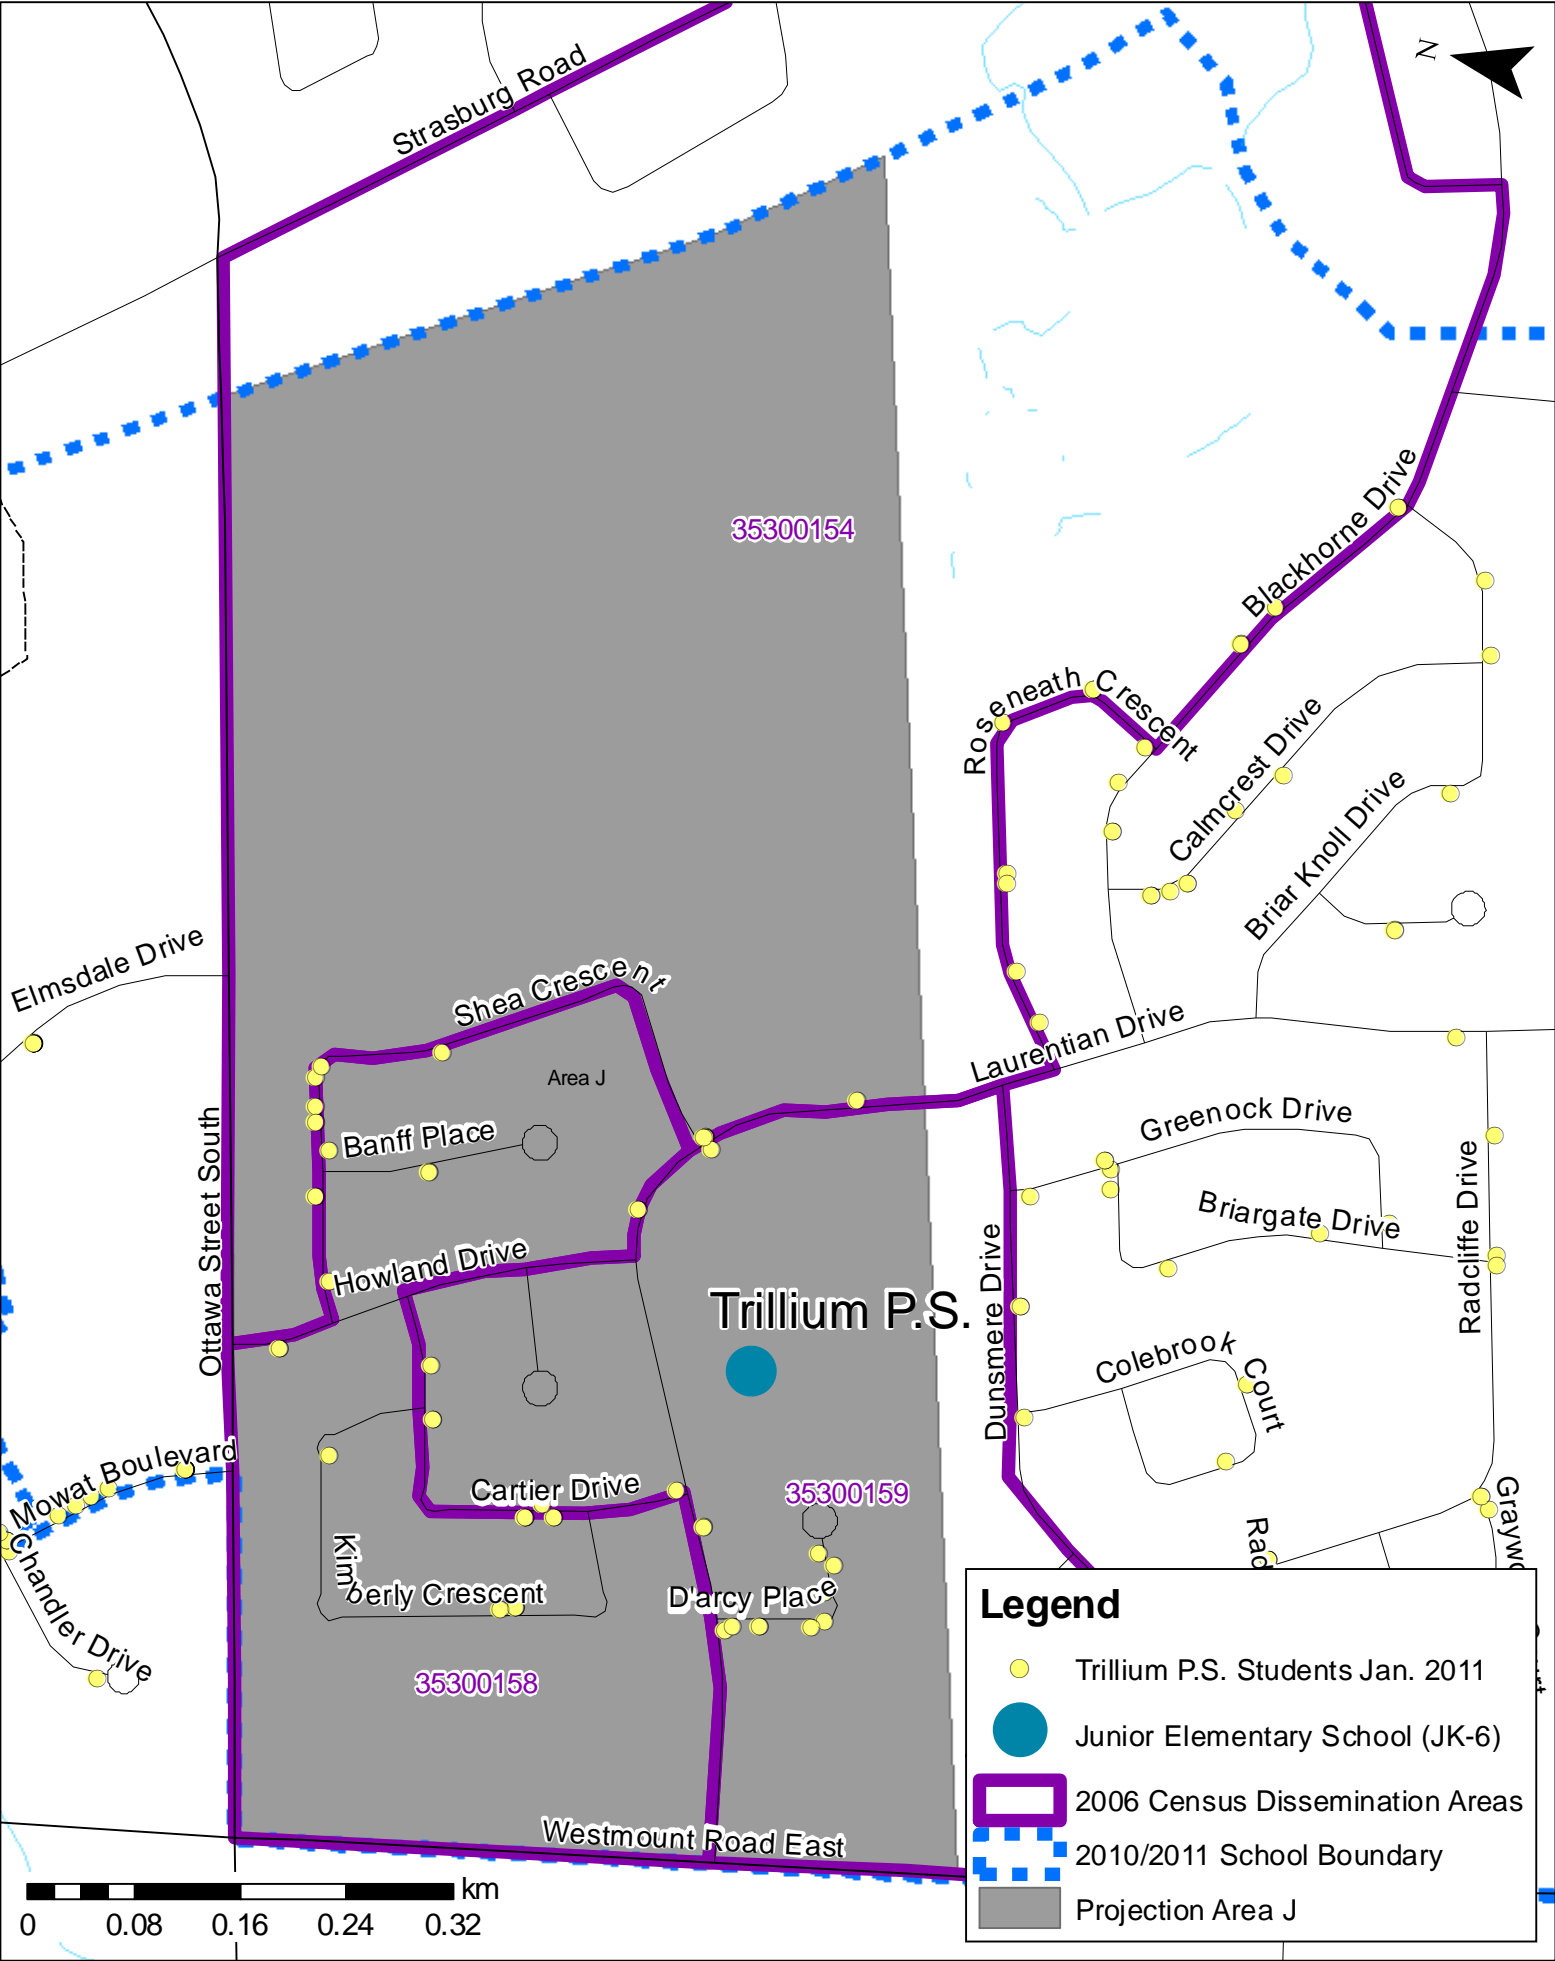 N
Strasburg Road
35300154
Blackhorne Drive
Roseneath Crescent
Calmcrest Drive
Briar Knoll Drive
Elmsdale Drive
Shea Crescent
Laurentian Drive
Area J
Banff Place
Greenock Drive
Briargate Drive
Radcliffe Drive
Ottawa Street South
Howland Drive
Dunsmere Drive
Trillium P.S.
Colebrook Court
Mowat Boulevard
Cartier Drive
35300159
Chandler Drive
Kimberly Crescent
D'arcy Place
Rad
Graywo
35300158
Westmount Road East
Legend
Trillium P.S. Students Jan. 2011
Junior Elementary School (JK-6)
2006 Census Dissemination Areas
2010/2011 School Boundary
Projection Area J
km
0 0.08 0.16 0.24 0.32